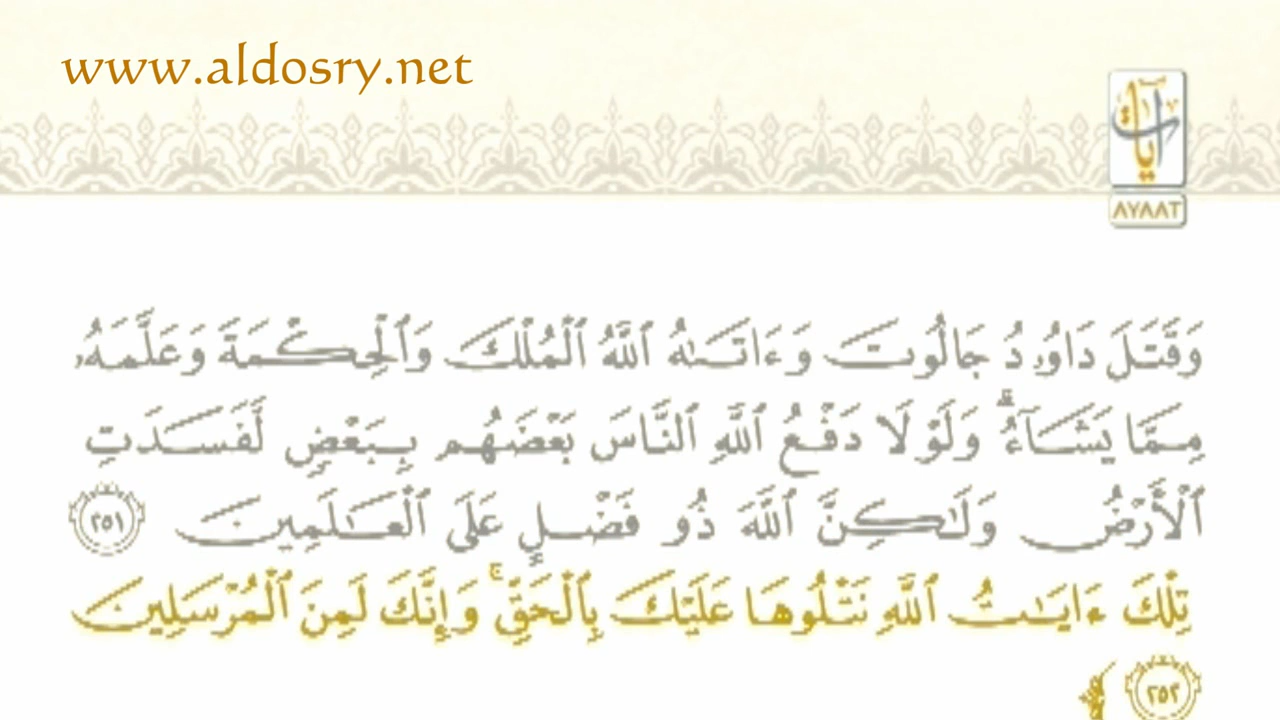 www.aldosry.net
آيات
AYAAT
وَقَتَلَ دَاوُۥدُ جَالُوتَ وَءَاتَىٰهُ ٱللَّهُ ٱلْمُلْكَ وَٱلْحِكْمَةَ وَعَلَّمَهُۥ
مِمَّا يَشَآءُ ۗ وَلَوْلَا دَفْعُ ٱللَّهِ ٱلنَّاسَ بَعْضَهُم بِبَعْضٍ لَّفَسَدَتِ
ٱلْأَرْضُ وَلَـٰكِنَّ ٱللَّهَ ذُو فَضْلٍ عَلَى ٱلْعَـٰلَمِينَ ٢٥١
تِلْكَ ءَايَـٰتُ ٱللَّهِ نَتْلُوهَا عَلَيْكَ بِٱلْحَقِّ ۚ وَإِنَّكَ لَمِنَ ٱلْمُرْسَلِينَ
٢٥٢